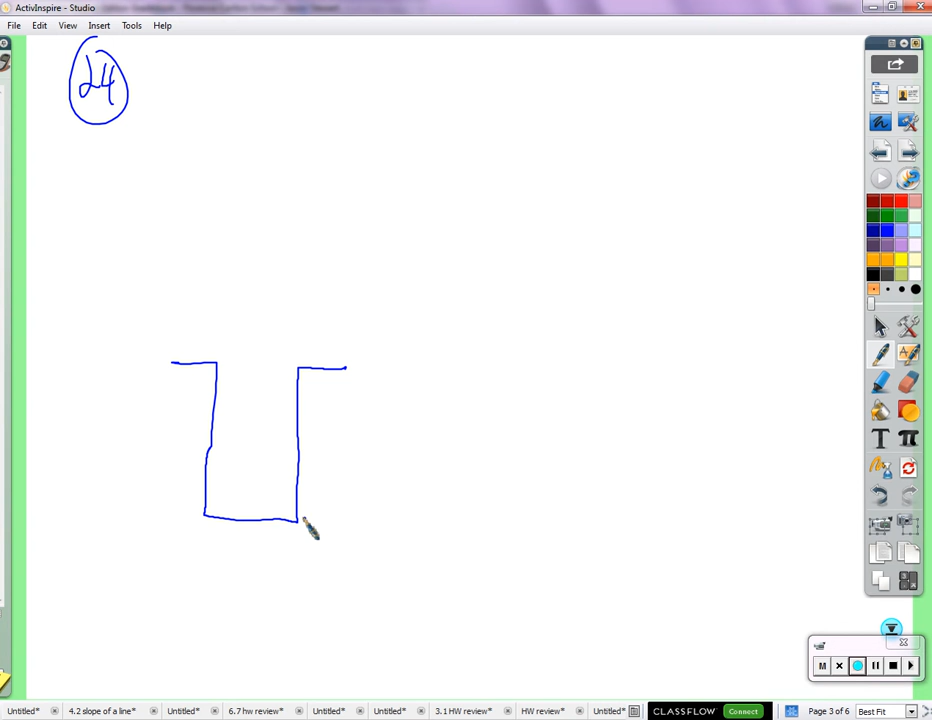 ActivInspire - Studio
File Edit View Insert Tools Help
24
M
Untitled* 4.2 slope of a line* Untitled* 6.7 hw review* Untitled* Untitled* 3.1 HW review* HW review* Untitled* CLASSFLOW Connect Page 3 of 6 Best Fit